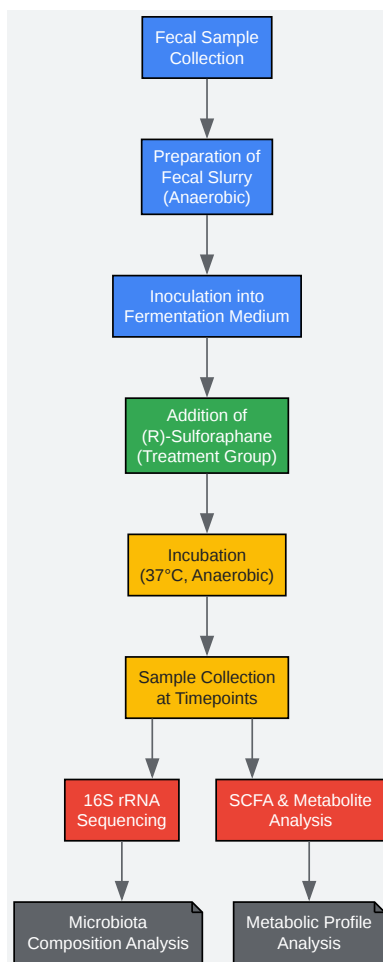 Fecal Sample
Collection
Preparation of
Fecal Slurry
(Anaerobic)
Inoculation into
Fermentation Medium
Addition of
(R)-Sulforaphane
(Treatment Group)
Incubation
(37°C, Anaerobic)
Sample Collection
at Timepoints
16S rRNA
Sequencing
SCFA & Metabolite
Analysis
Microbiota
Composition Analysis
Metabolic Profile
Analysis